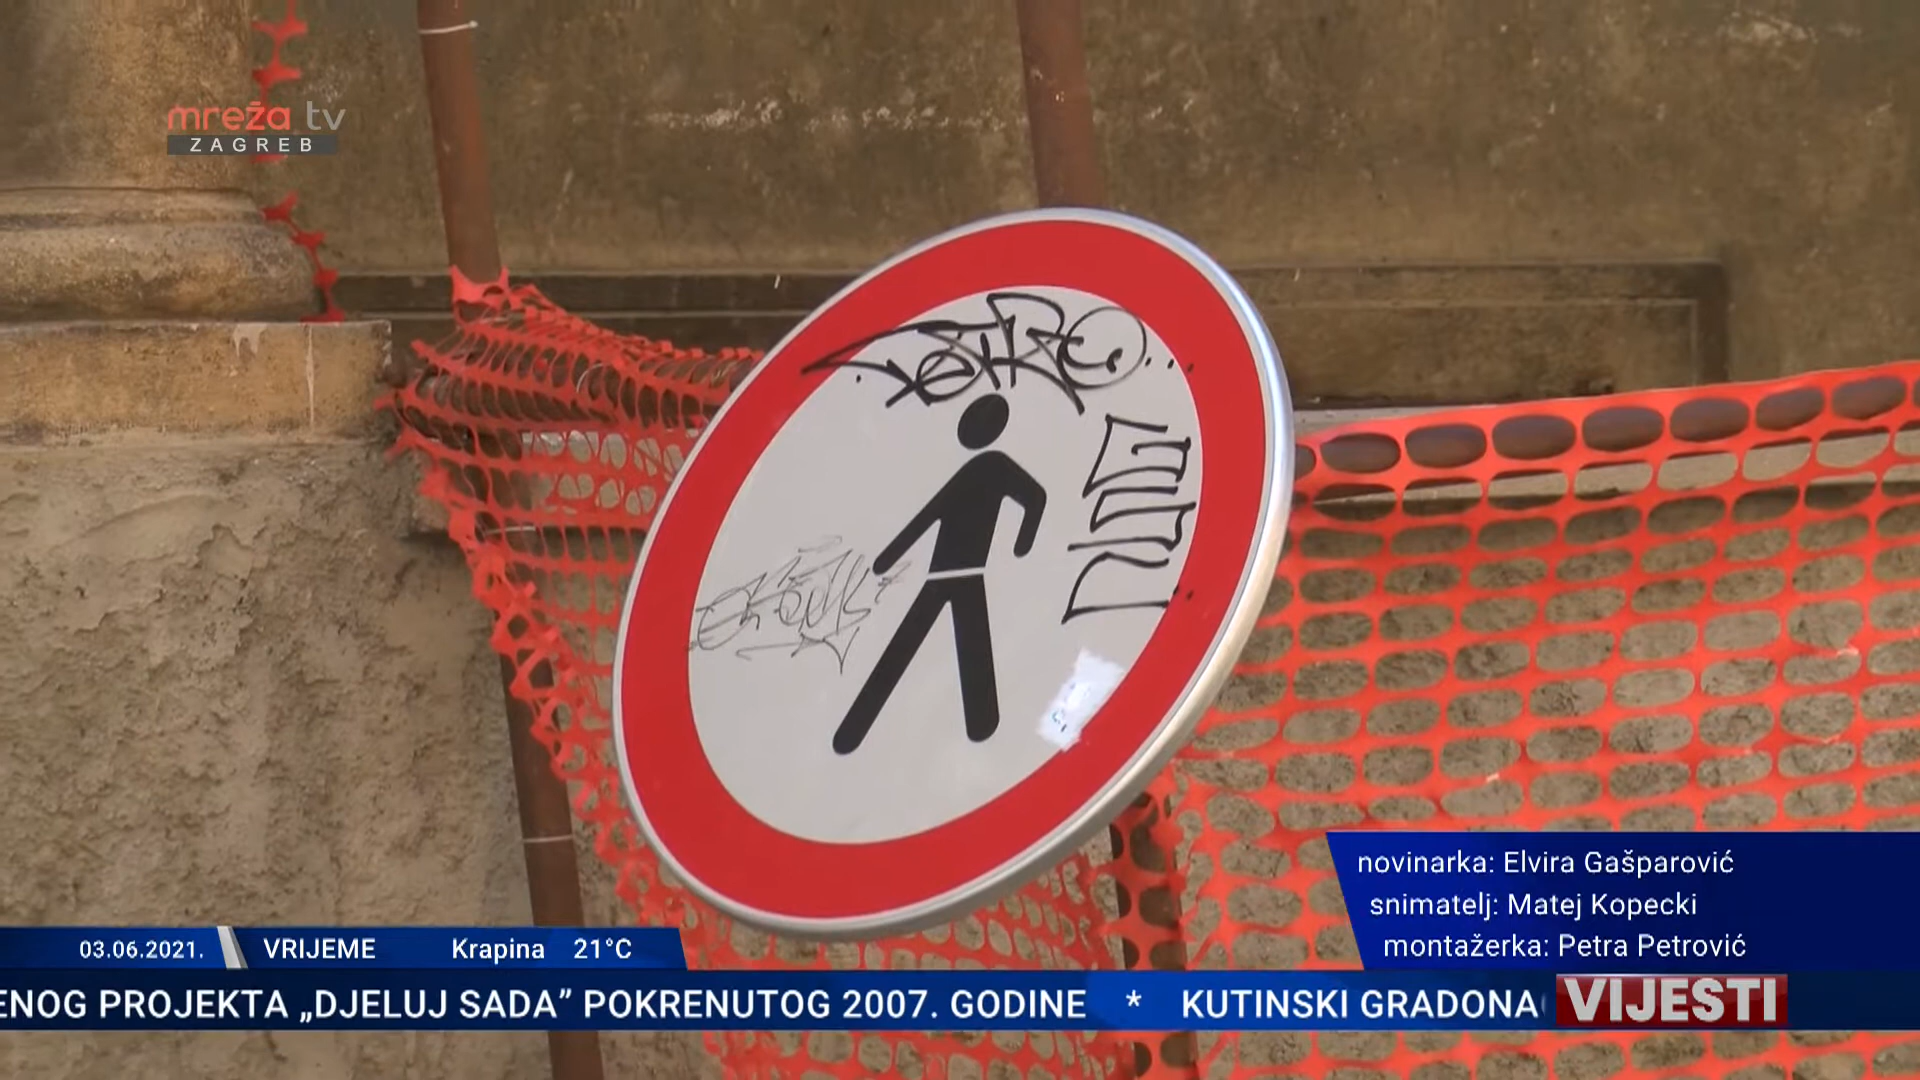 mreža tv
ZAGREB
novinarka: Elvira Gašparović
snimatelj: Matej Kopecki
montažerka: Petra Petrović
03.06.2021. VRIJEME Krapina 21°C
ENOG PROJEKTA „DJELUJ SADA” POKRENUTOG 2007. GODINE * KUTINSKI GRADONA
VIJESTI